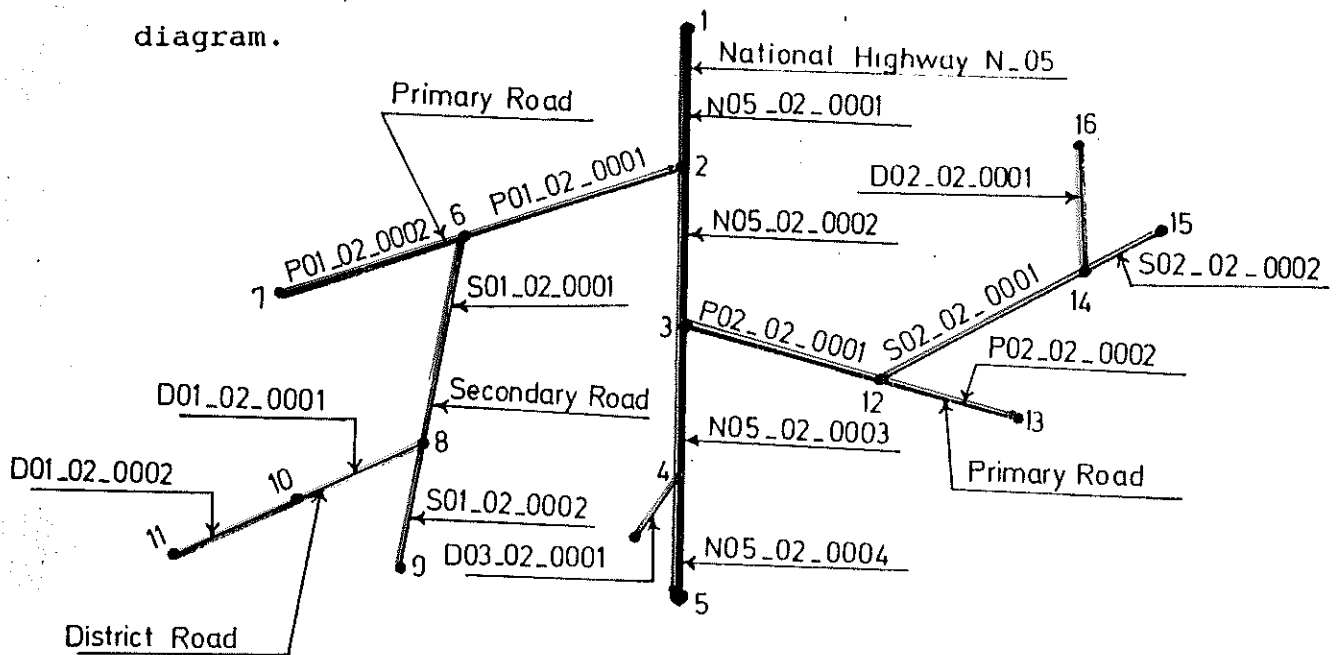 diagram.
1
National Highway N_05
Primary Road
N05_02_0001
16
P01_02_0001
2
D02_02_0001
6
15
P01_02_0002
N05_02_0002
S02_02_0002
7
S01_02_0001
S02_02_0001
14
3
P02_02_0001
P02_02_0002
D01_02_0001
Secondary Road
12
13
8
N05_02_0003
D01_02_0002
10
4
Primary Road
S01_02_0002
11
9
D03_02_0001
N05_02_0004
5
District Road